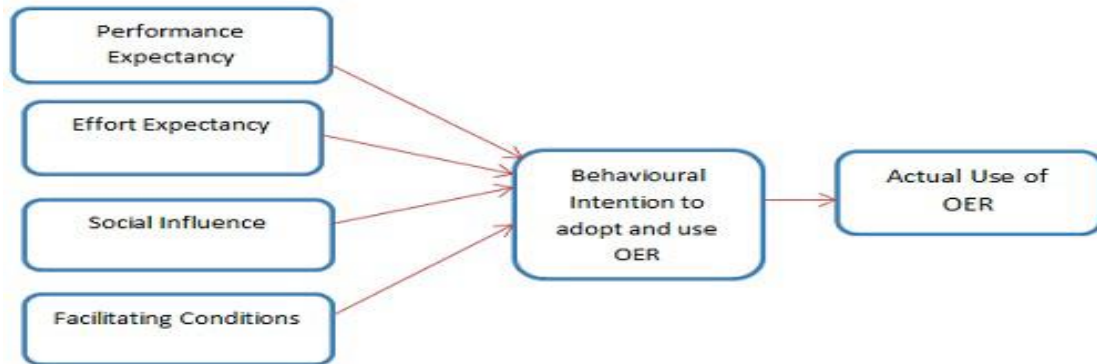 Performance
Expectancy
Effort Expectancy
Social Influence
Facilitating Conditions
Behavioural
Intention to
adopt and use
OER
Actual Use of
OER